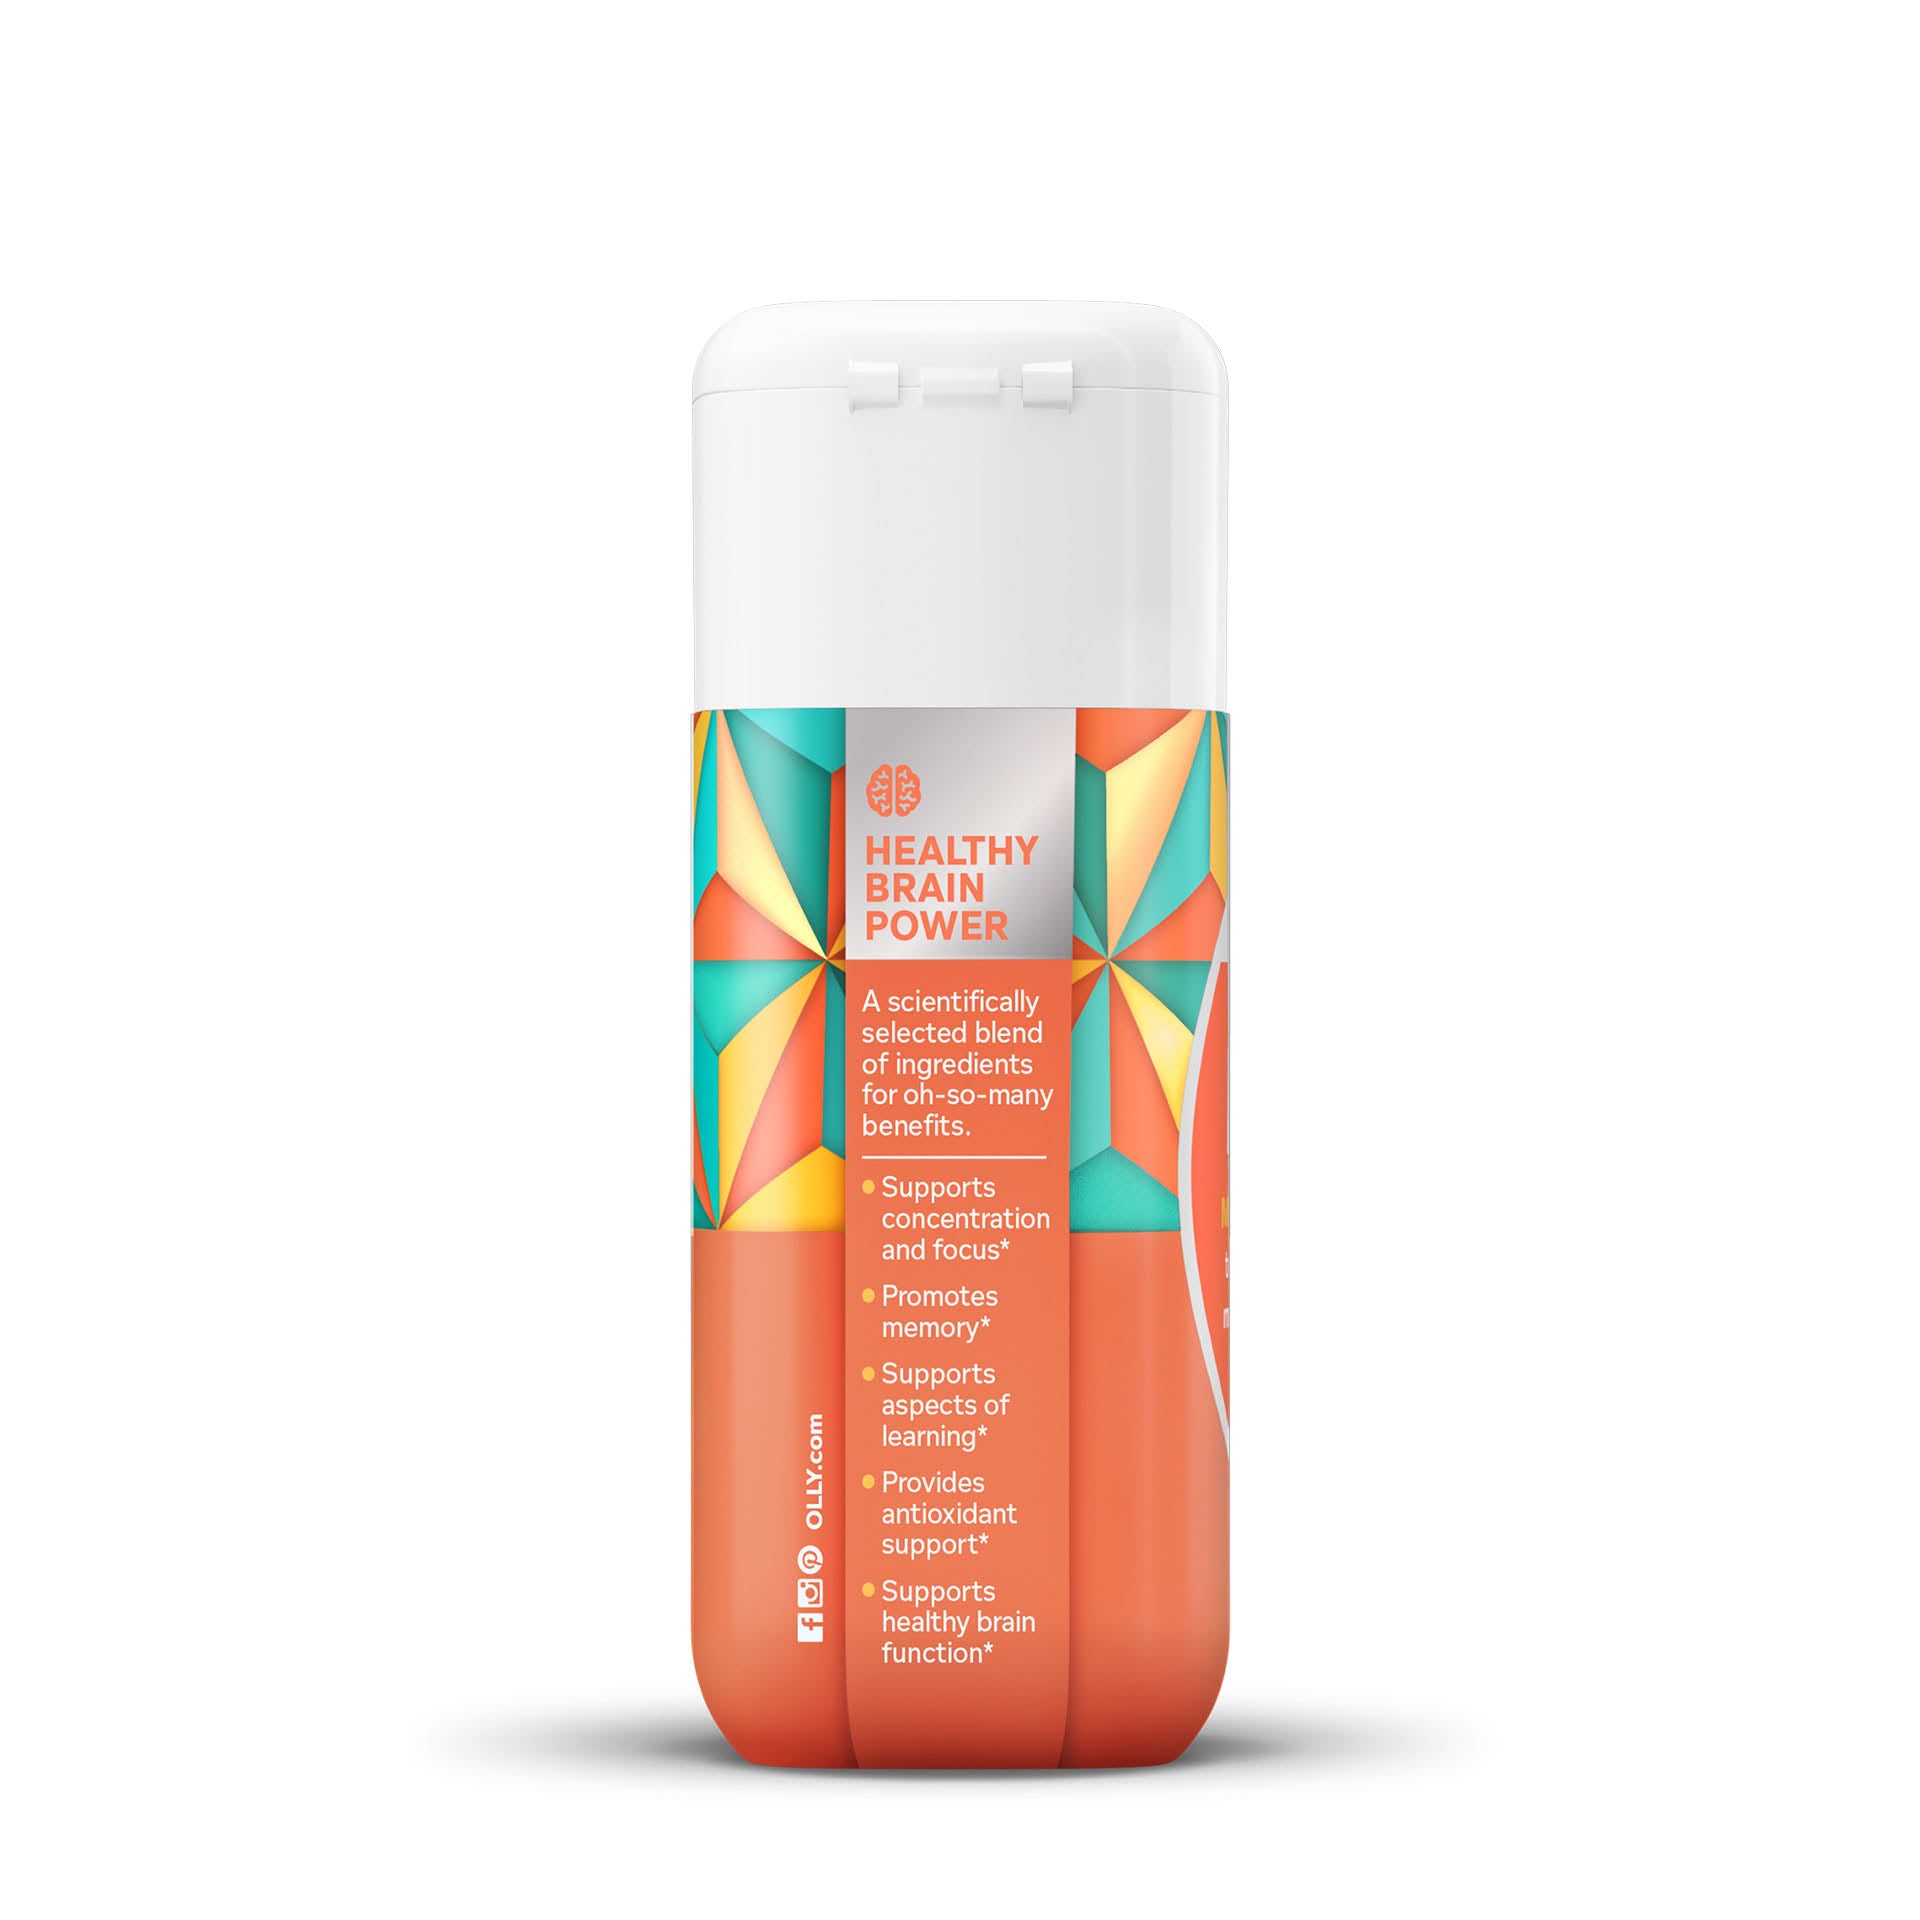 HEALTHY
BRAIN
POWER
A scientifically
selected blend
of ingredients
for oh-so-many
benefits.
Supports
concentration
and focus*
Promotes
memory*
Supports
aspects of
learning*
Provides
antioxidant
support*
Supports
healthy brain
function*
OLLY.com